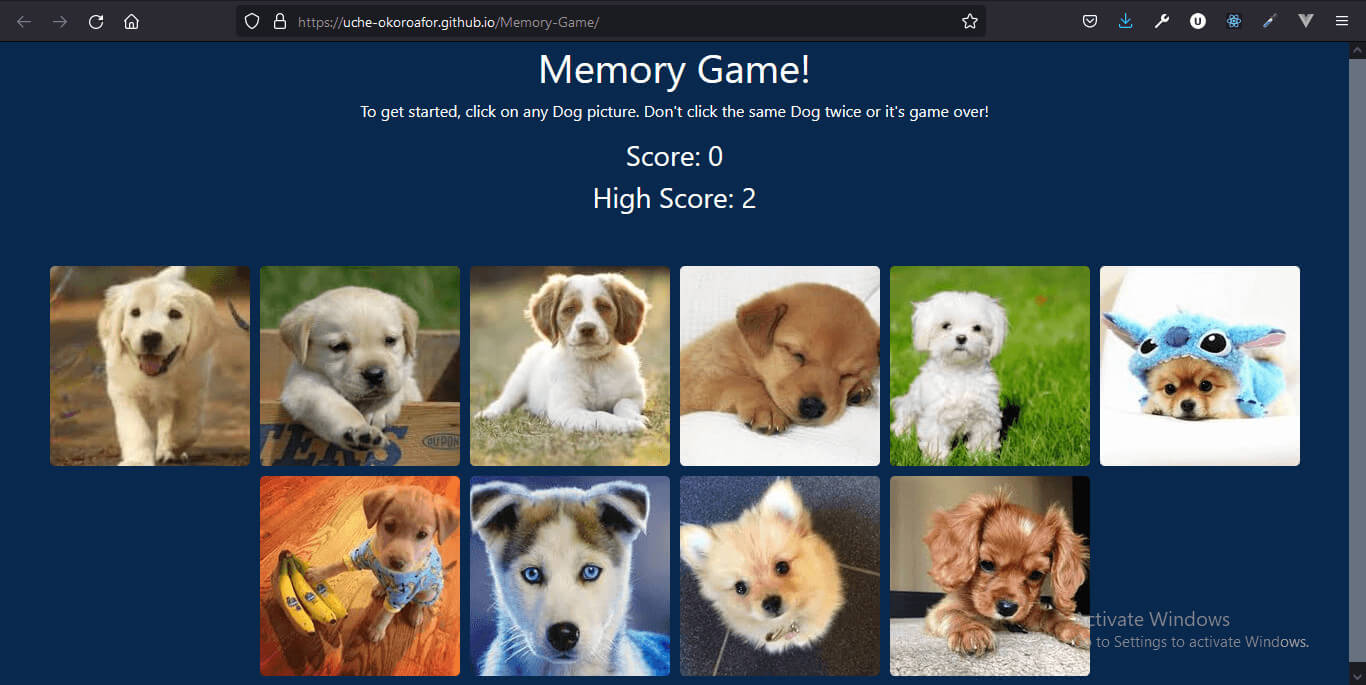 https://uche-okoroafor.github.io/Memory-Game/
U
Memory Game!
To get started, click on any Dog picture. Don't click the same Dog twice or it's game over!
Score: 0
High Score: 2
DUPON
ctivate Windows
to Settings to activate Windows.